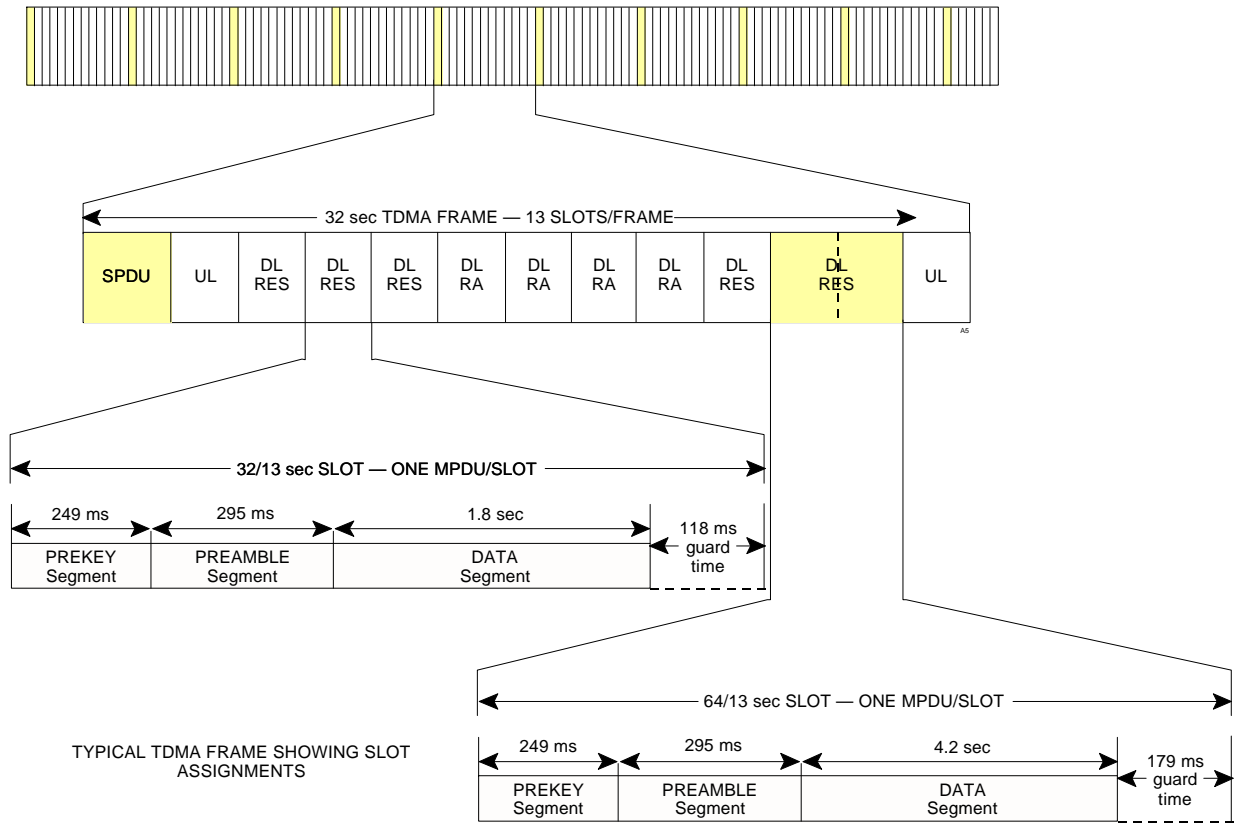 32 sec TDMA FRAME — 13 SLOTS/FRAME
SPDU
UL
DL
RES
DL
RES
DL
RES
DL
RA
DL
RA
DL
RA
DL
RA
DL
RES
DL
RES
UL
A5
32/13 sec SLOT — ONE MPDU/SLOT
249 ms
295 ms
1.8 sec
118 ms
guard
time
PREKEY
Segment
PREAMBLE
Segment
DATA
Segment
64/13 sec SLOT — ONE MPDU/SLOT
249 ms
295 ms
4.2 sec
179 ms
guard
time
PREKEY
Segment
PREAMBLE
Segment
DATA
Segment
TYPICAL TDMA FRAME SHOWING SLOT
ASSIGNMENTS